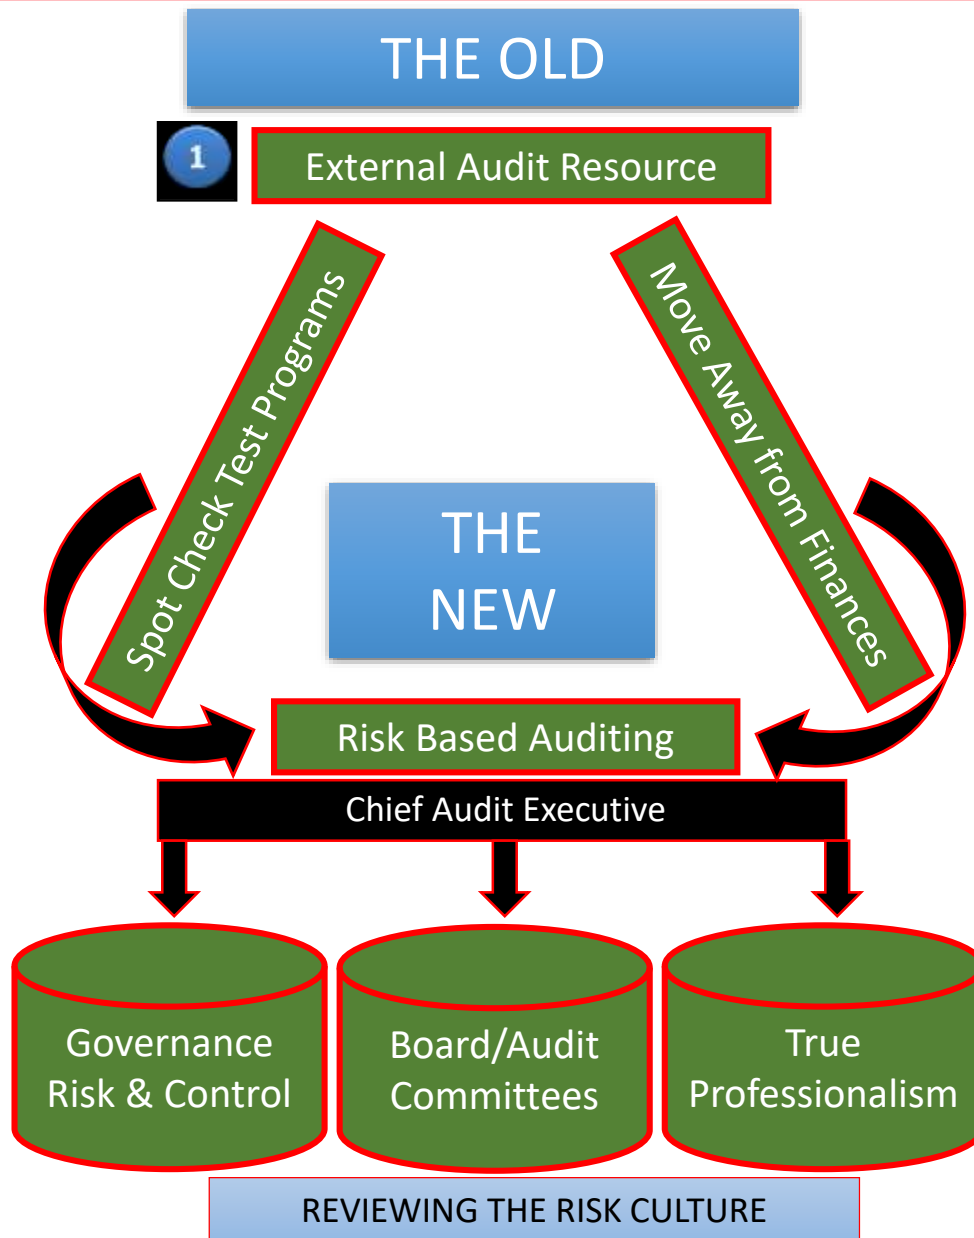 THE OLD
1
External Audit Resource
Spot Check Test Programs
Move Away from Finances
THE
NEW
Risk Based Auditing
Chief Audit Executive
Governance
Risk & Control
Board/Audit
Committees
True
Professionalism
REVIEWING THE RISK CULTURE